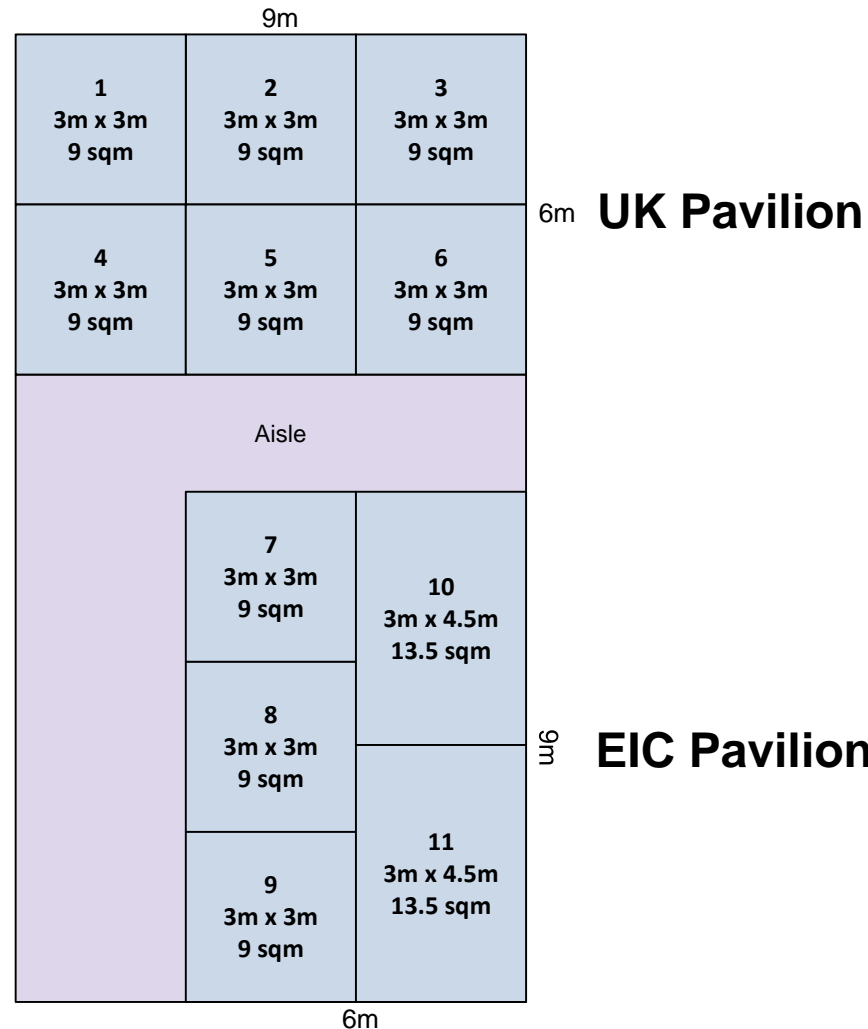 9m
1
3m x 3m
9 sqm
2
3m x 3m
9 sqm
3
3m x 3m
9 sqm
6m
UK Pavilion
4
3m x 3m
9 sqm
5
3m x 3m
9 sqm
6
3m x 3m
9 sqm
Aisle
7
3m x 3m
9 sqm
10
3m x 4.5m
13.5 sqm
8
3m x 3m
9 sqm
9m
EIC Pavilion
11
3m x 4.5m
13.5 sqm
9
3m x 3m
9 sqm
6m